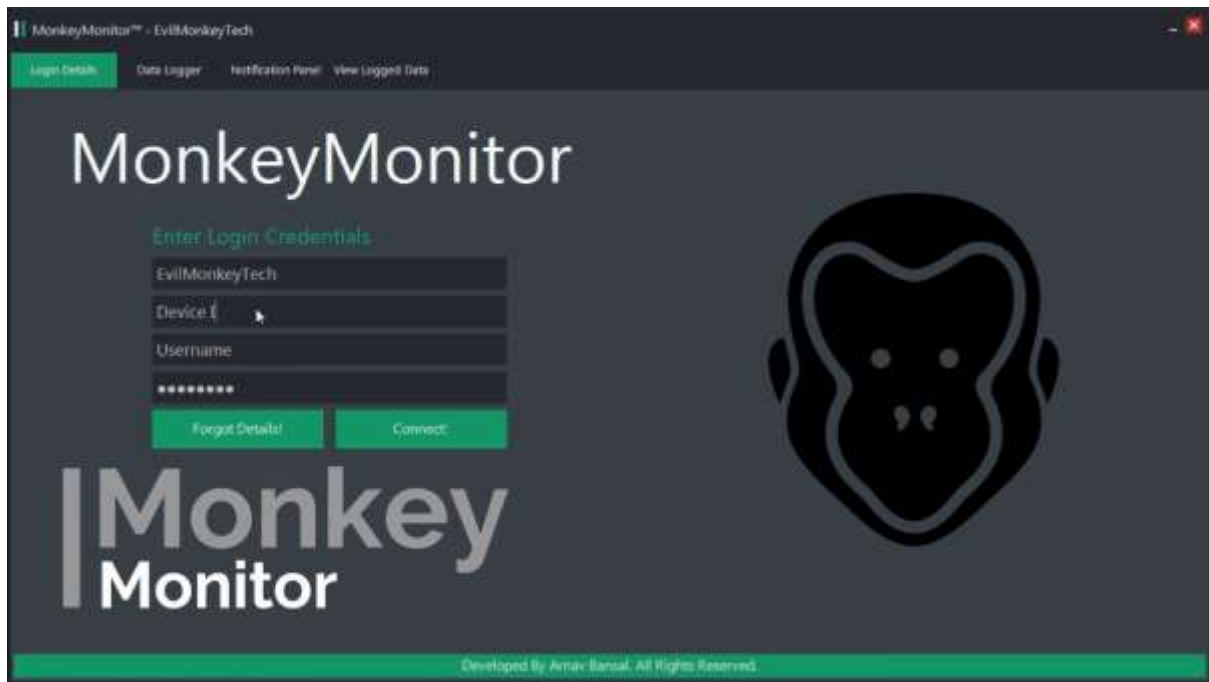 MonkeyMonitor™ - EvilMonkeyTech
Login Details Data Logger Notification Panel View Logged Data
MonkeyMonitor
Enter Login Credentials
EvilMonkeyTech
Device I
Username
********
Forgot Details! Connect!
Monkey
Monitor
Developed By Arnav Bansal. All Rights Reserved.